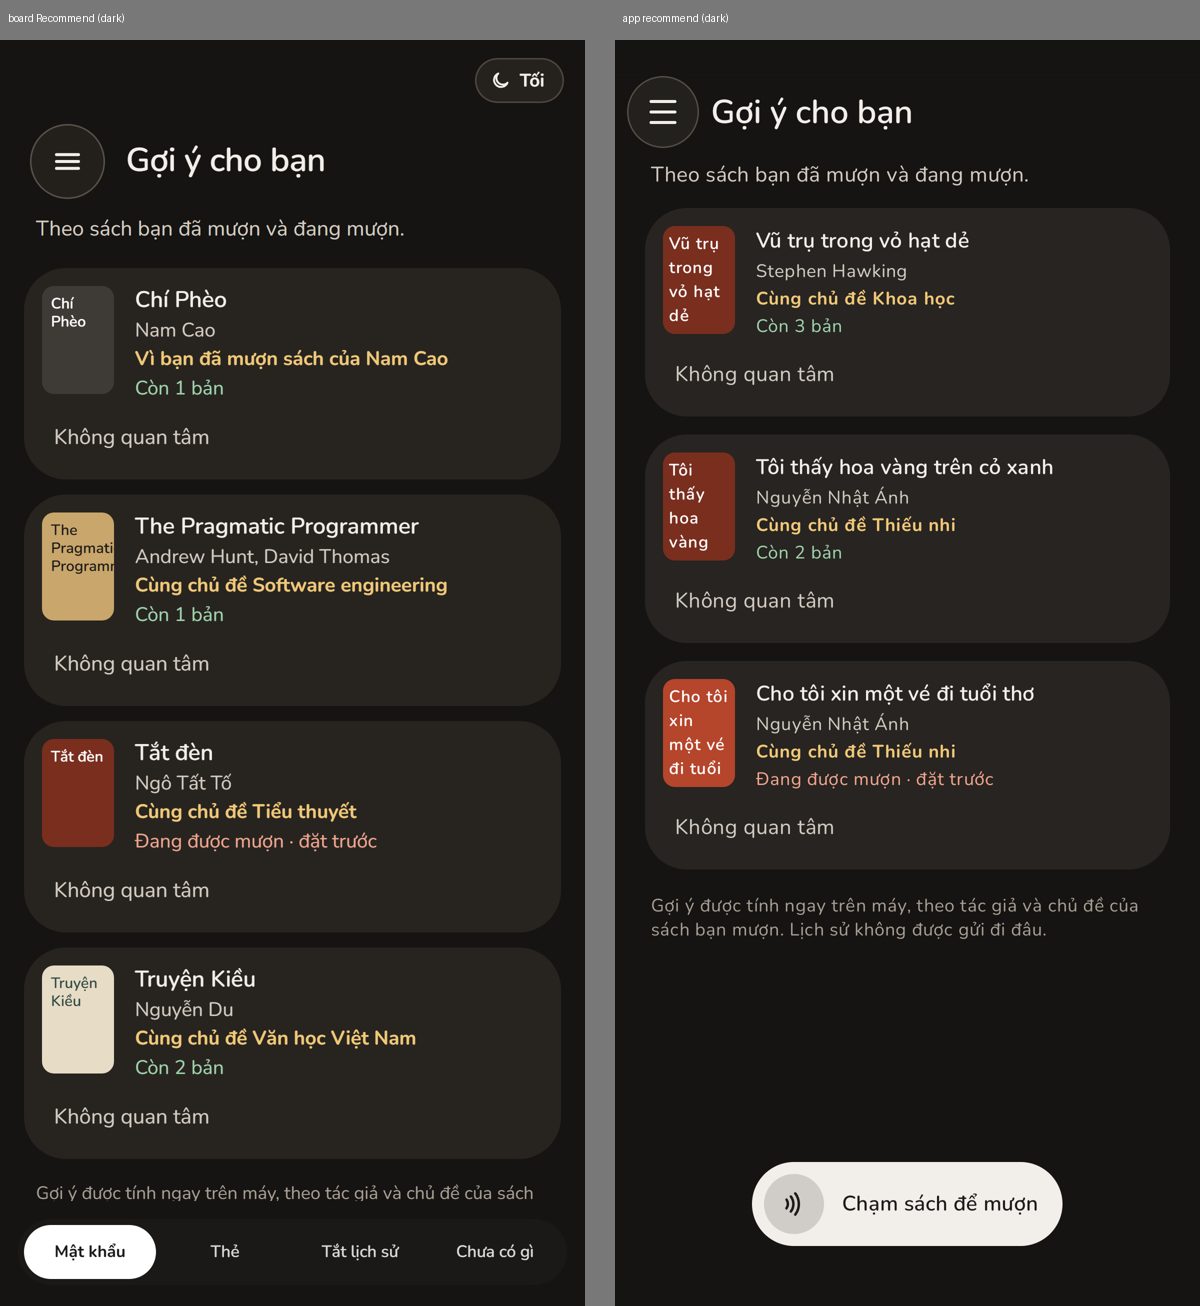 board Recommend (dark)
Tối
Gợi ý cho bạn
Theo sách bạn đã mượn và đang mượn.
Chí
Phèo
Chí Phèo
Nam Cao
Vì bạn đã mượn sách của Nam Cao
Còn 1 bản
Không quan tâm
The
Pragmati
Program
The Pragmatic Programmer
Andrew Hunt, David Thomas
Cùng chủ đề Software engineering
Còn 1 bản
Không quan tâm
Tắt đèn
Tắt đèn
Ngô Tất Tố
Cùng chủ đề Tiểu thuyết
Đang được mượn · đặt trước
Không quan tâm
Truyện
Kiều
Truyện Kiều
Nguyễn Du
Cùng chủ đề Văn học Việt Nam
Còn 2 bản
Không quan tâm
Gợi ý được tính ngay trên máy, theo tác giả và chủ đề của sách
Mật khẩu
Thẻ
Tắt lịch sử
Chưa có gì
app recommend (dark)
Gợi ý cho bạn
Theo sách bạn đã mượn và đang mượn.
Vũ trụ
trong
vỏ hạt
dẻ
Vũ trụ trong vỏ hạt dẻ
Stephen Hawking
Cùng chủ đề Khoa học
Còn 3 bản
Không quan tâm
Tôi
thấy
hoa
vàng
Tôi thấy hoa vàng trên cỏ xanh
Nguyễn Nhật Ánh
Cùng chủ đề Thiếu nhi
Còn 2 bản
Không quan tâm
Cho tôi
xin
một vé
đi tuổi
Cho tôi xin một vé đi tuổi thơ
Nguyễn Nhật Ánh
Cùng chủ đề Thiếu nhi
Đang được mượn · đặt trước
Không quan tâm
Gợi ý được tính ngay trên máy, theo tác giả và chủ đề của
sách bạn mượn. Lịch sử không được gửi đi đâu.
Chạm sách để mượn